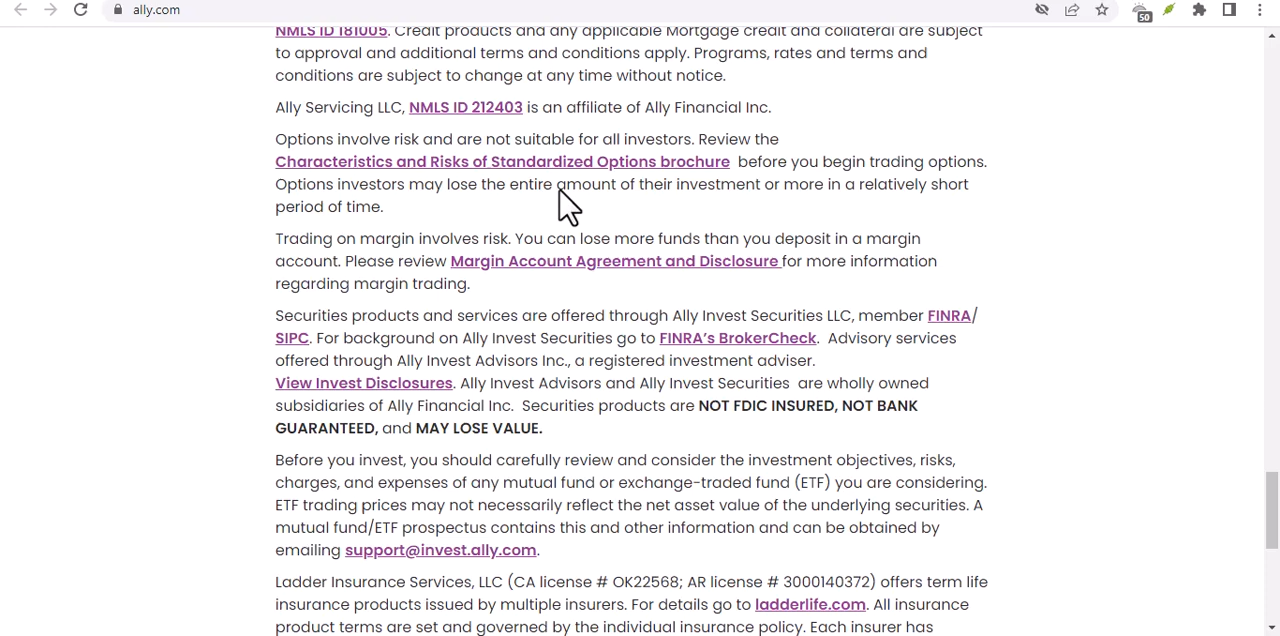 ally.com
50
NMLS ID 181005. Credit products and any applicable Mortgage credit and collateral are subject
to approval and additional terms and conditions apply. Programs, rates and terms and
conditions are subject to change at any time without notice.
Ally Servicing LLC, NMLS ID 212403 is an affiliate of Ally Financial Inc.
Options involve risk and are not suitable for all investors. Review the
Characteristics and Risks of Standardized Options brochure before you begin trading options.
Options investors may lose the entire amount of their investment or more in a relatively short
period of time.
Trading on margin involves risk. You can lose more funds than you deposit in a margin
account. Please review Margin Account Agreement and Disclosure for more information
regarding margin trading.
Securities products and services are offered through Ally Invest Securities LLC, member FINRA/
SIPC. For background on Ally Invest Securities go to FINRA's BrokerCheck. Advisory services
offered through Ally Invest Advisors Inc., a registered investment adviser.
View Invest Disclosures. Ally Invest Advisors and Ally Invest Securities are wholly owned
subsidiaries of Ally Financial Inc. Securities products are NOT FDIC INSURED, NOT BANK
GUARANTEED, and MAY LOSE VALUE.
Before you invest, you should carefully review and consider the investment objectives, risks,
charges, and expenses of any mutual fund or exchange-traded fund (ETF) you are considering.
ETF trading prices may not necessarily reflect the net asset value of the underlying securities. A
mutual fund/ETF prospectus contains this and other information and can be obtained by
emailing support@invest.ally.com.
Ladder Insurance Services, LLC (CA license # OK22568; AR license # 3000140372) offers term life
insurance products issued by multiple insurers. For details go to ladderlife.com. All insurance
product terms are set and governed by the individual insurance policy. Each insurer has